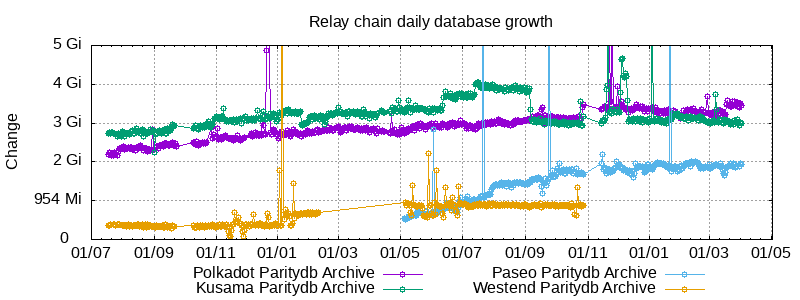 Relay chain daily database growth
5 Gi
4 Gi
3 Gi
2 Gi
954 Mi
0
Change
01/07 01/09 01/11 01/01 01/03 01/05 01/07 01/09 01/11 01/01 01/03 01/05
Polkadot Paritydb Archive Paseo Paritydb Archive
Kusama Paritydb Archive Westend Paritydb Archive